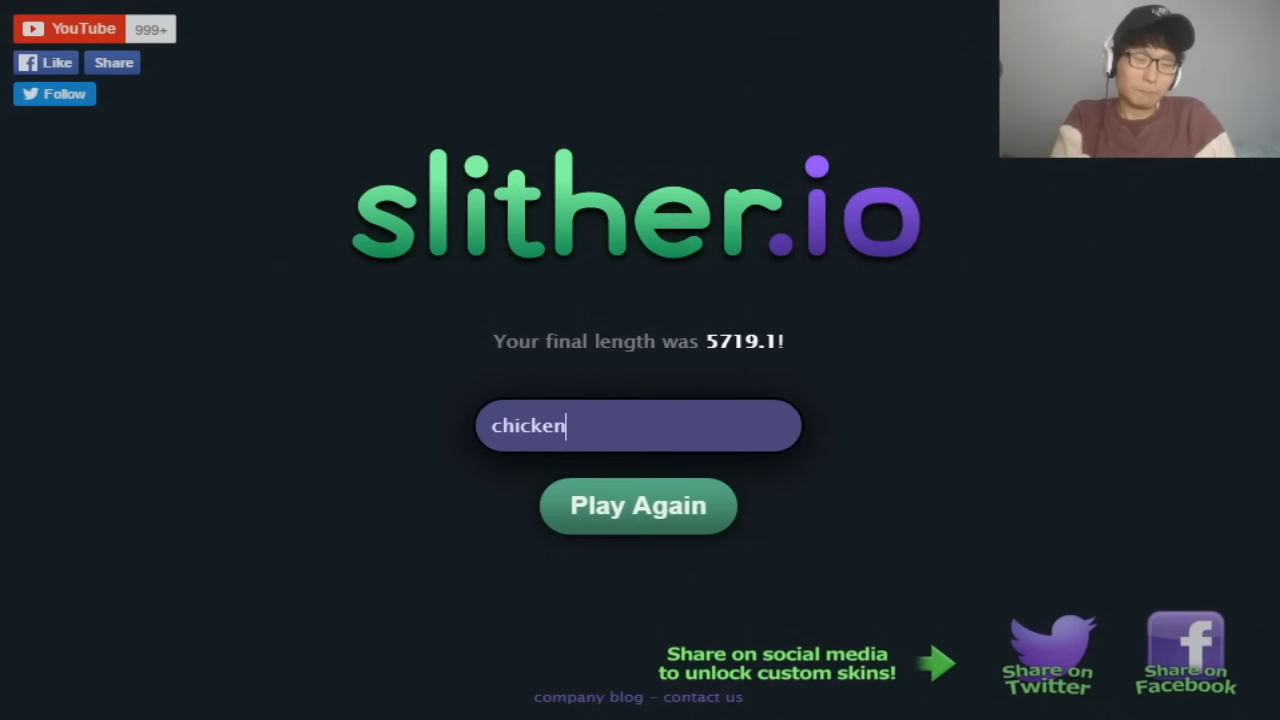 YouTube 999+
Like Share
Follow
slither.io
Your final length was 5719.1!
chicken
Play Again
Share on social media
to unlock custom skins!
Share on
Twitter
Share on
Facebook
company blog - contact us